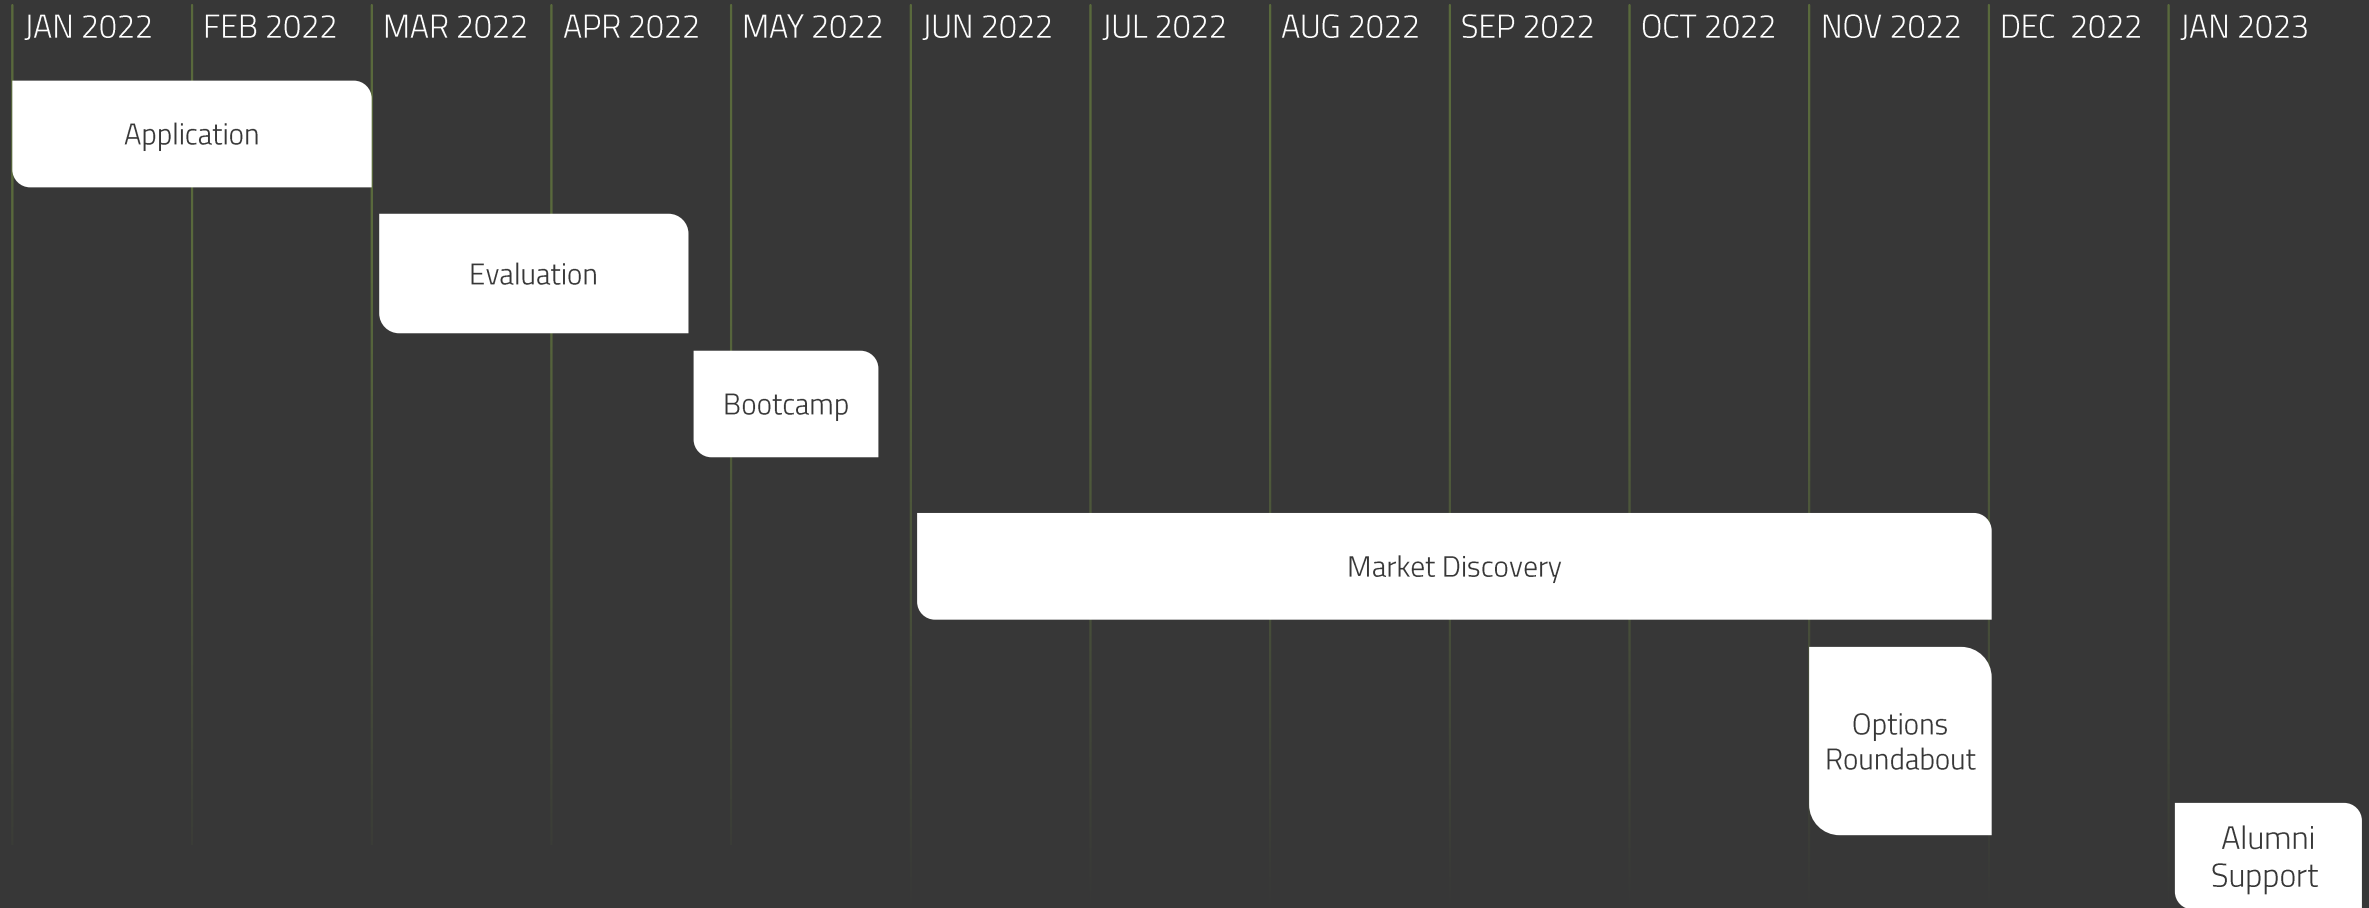 JAN 2022
FEB 2022
MAR 2022
APR 2022
MAY 2022
JUN 2022
JUL 2022
AUG 2022
SEP 2022
OCT 2022
NOV 2022
DEC  2022
JAN 2023
Application
Evaluation
Bootcamp
Market Discovery
Options
Roundabout
Alumni
Support